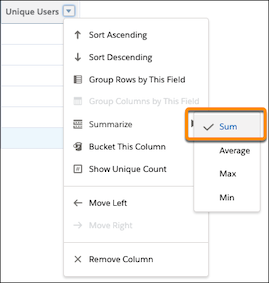 Unique Users
Sort Ascending
Sort Descending
Group Rows by This Field
Group Columns by This Field
Summarize
Sum
Average
Max
Min
Bucket This Column
Show Unique Count
Move Left
Move Right
Remove Column